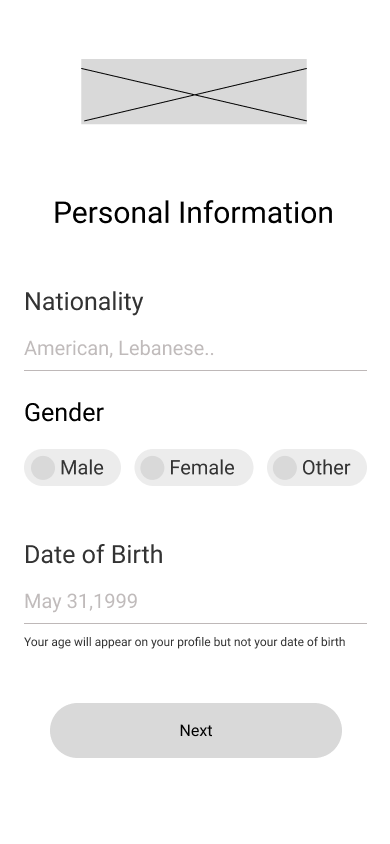 Personal Information
Nationality
American, Lebanese..
Gender
Male Female Other
Date of Birth
May 31,1999
Your age will appear on your profile but not your date of birth
Next